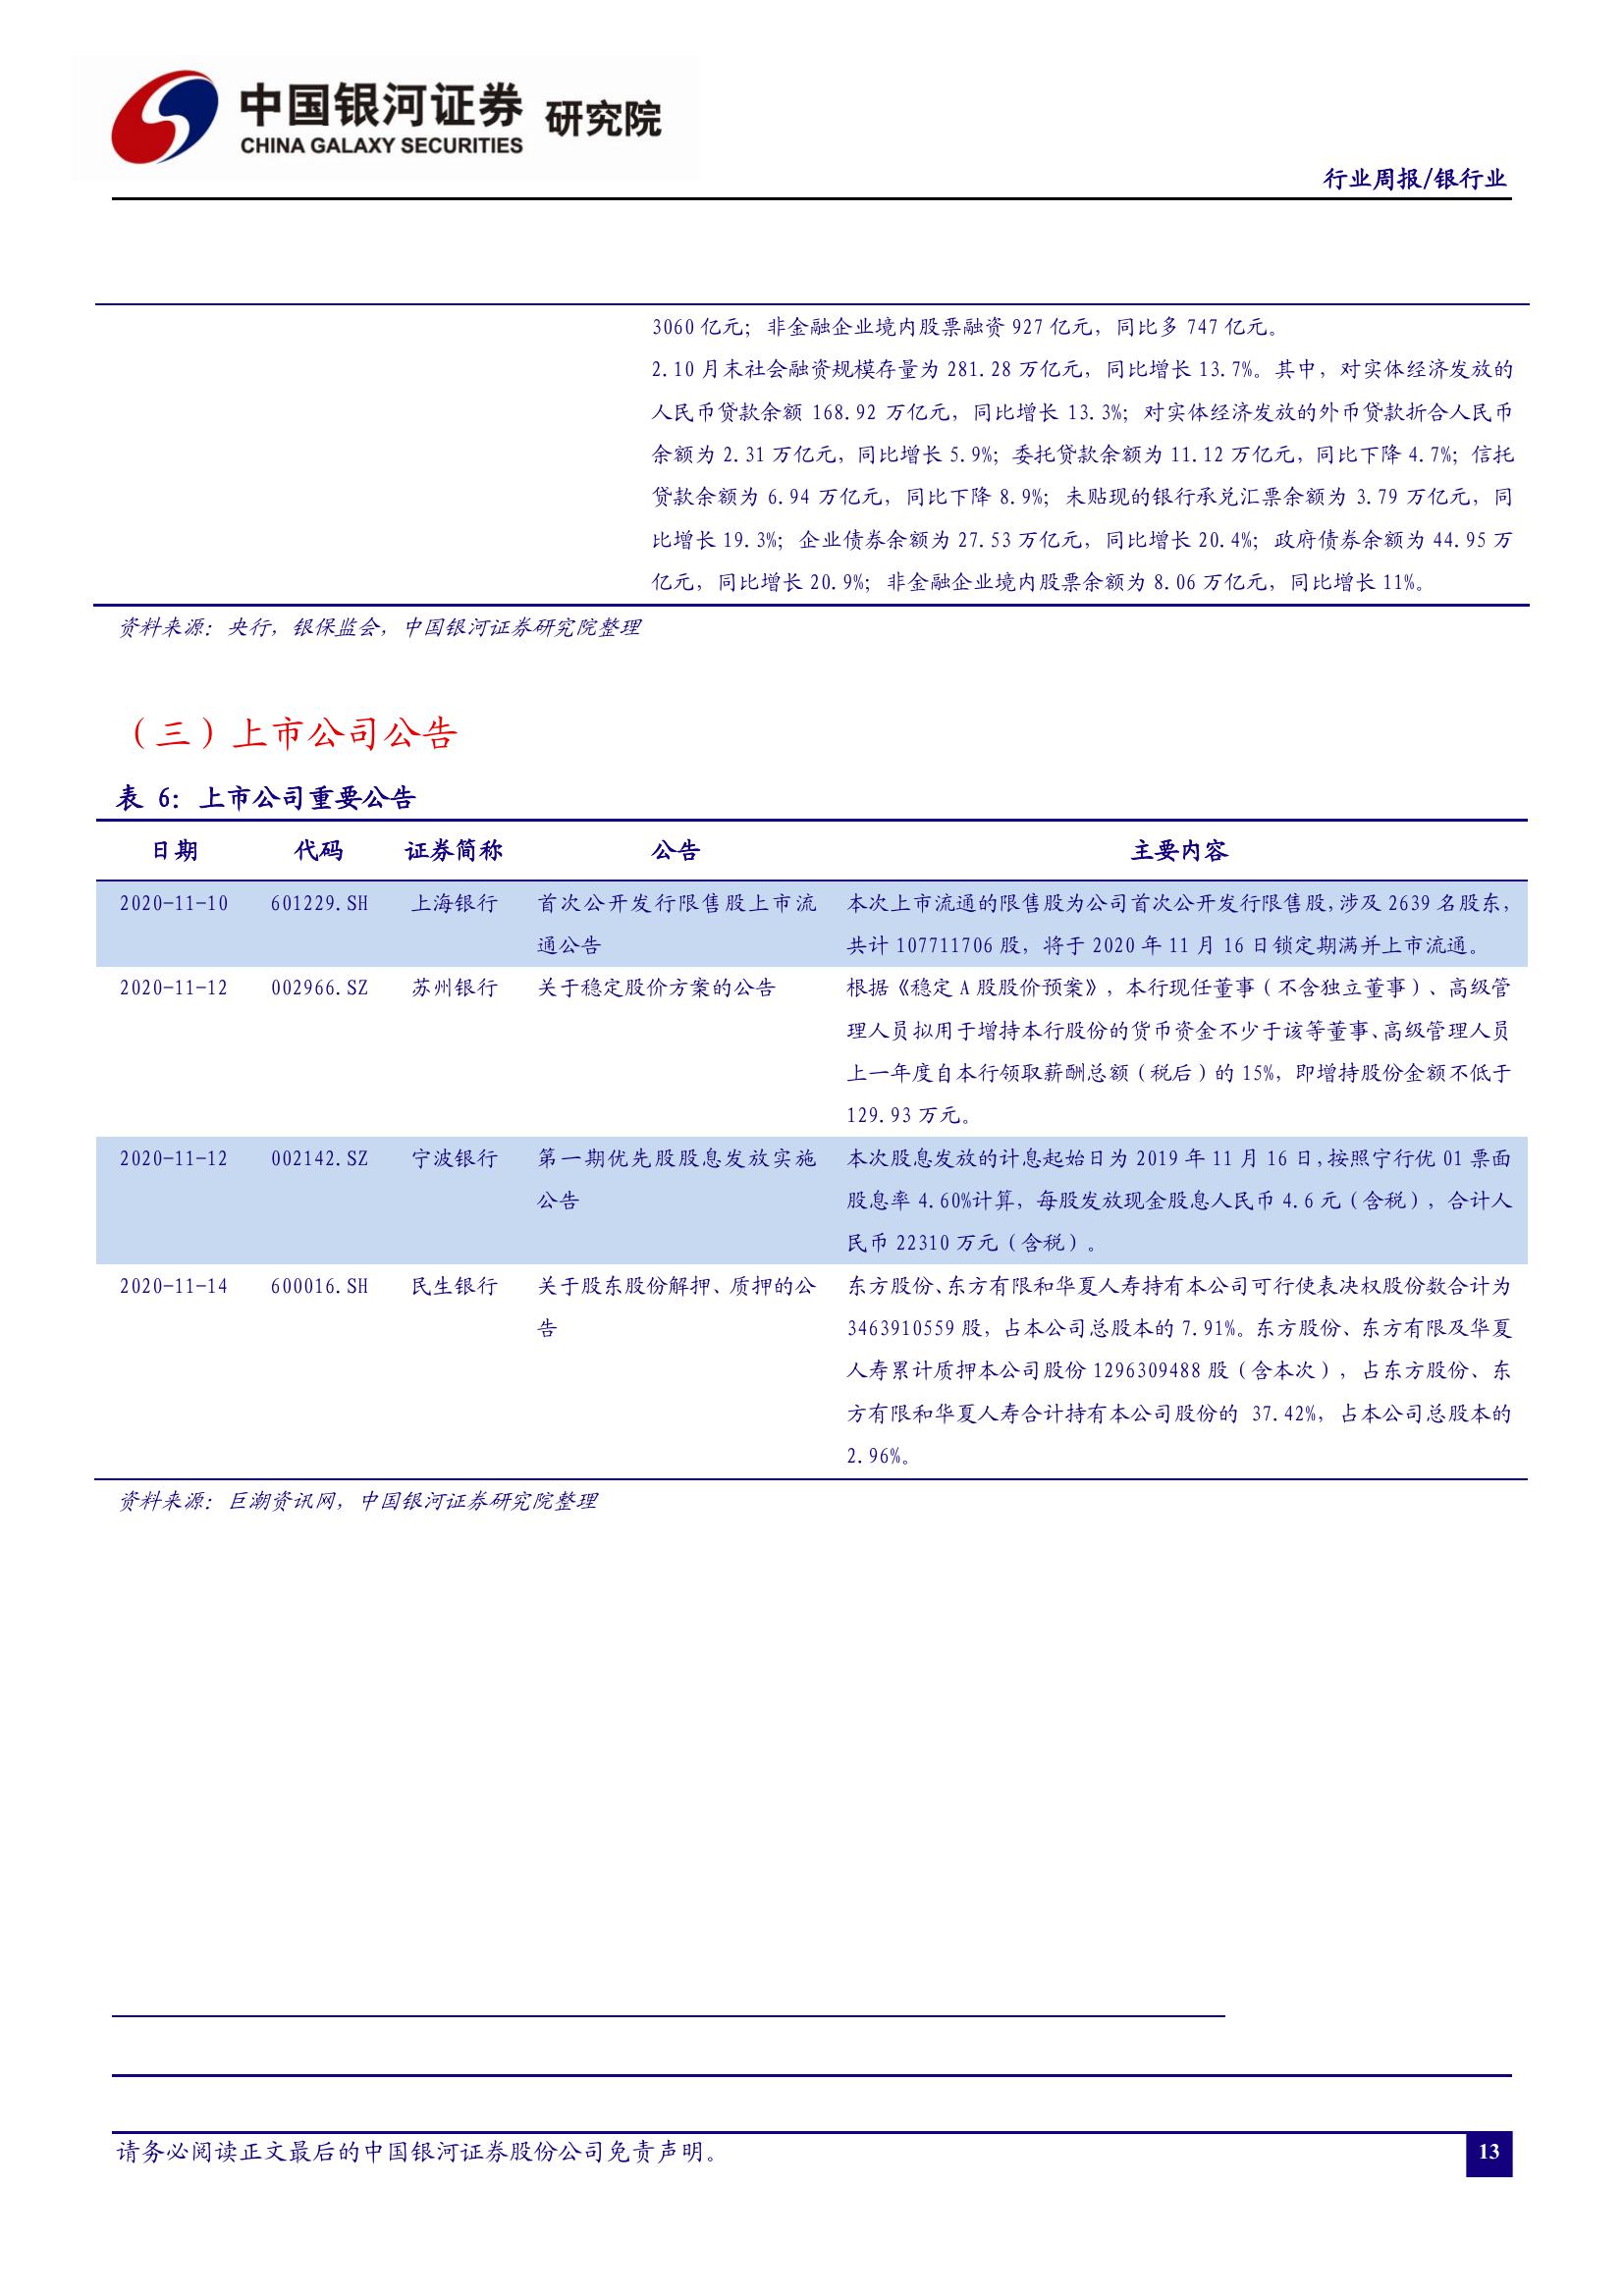 中国银河证券 研究院
CHINA GALAXY SECURITIES
行业周报/银行业
3060 亿元；非金融企业境内股票融资 927 亿元，同比多 747 亿元。
2.10 月末社会融资规模存量为 281.28 万亿元，同比增长 13.7%。其中，对实体经济发放的
人民币贷款余额 168.92 万亿元，同比增长 13.3%；对实体经济发放的外币贷款折合人民币
余额为 2.31 万亿元，同比增长 5.9%；委托贷款余额为 11.12 万亿元，同比下降 4.7%；信托
贷款余额为 6.94 万亿元，同比下降 8.9%；未贴现的银行承兑汇票余额为 3.79 万亿元，同
比增长 19.3%；企业债券余额为 27.53 万亿元，同比增长 20.4%；政府债券余额为 44.95 万
亿元，同比增长 20.9%；非金融企业境内股票余额为 8.06 万亿元，同比增长 11%。
资料来源：央行，银保监会，中国银河证券研究院整理
（三）上市公司公告
表 6：上市公司重要公告
日期 代码 证券简称 公告 主要内容
2020-11-10 601229.SH 上海银行 首次公开发行限售股上市流 本次上市流通的限售股为公司首次公开发行限售股，涉及 2639 名股东，
通公告 共计 107711706 股，将于 2020 年 11 月 16 日锁定期满并上市流通。
2020-11-12 002966.SZ 苏州银行 关于稳定股价方案的公告 根据《稳定 A 股股价预案》，本行现任董事（不含独立董事）、高级管
理人员拟用于增持本行股份的货币资金不少于该等董事、高级管理人员
上一年度自本行领取薪酬总额（税后）的 15%，即增持股份金额不低于
129.93 万元。
2020-11-12 002142.SZ 宁波银行 第一期优先股股息发放实施 本次股息发放的计息起始日为 2019 年 11 月 16 日，按照宁行优 01 票面
公告 股息率 4.60%计算，每股发放现金股息人民币 4.6 元（含税），合计人
民币 22310 万元（含税）。
2020-11-14 600016.SH 民生银行 关于股东股份解押、质押的公 东方股份、东方有限和华夏人寿持有本公司可行使表决权股份数合计为
告 3463910559 股，占本公司总股本的 7.91%。东方股份、东方有限及华夏
人寿累计质押本公司股份 1296309488 股（含本次），占东方股份、东
方有限和华夏人寿合计持有本公司股份的 37.42%，占本公司总股本的
2.96%。
资料来源：巨潮资讯网，中国银河证券研究院整理
请务必阅读正文最后的中国银河证券股份公司免责声明。
13